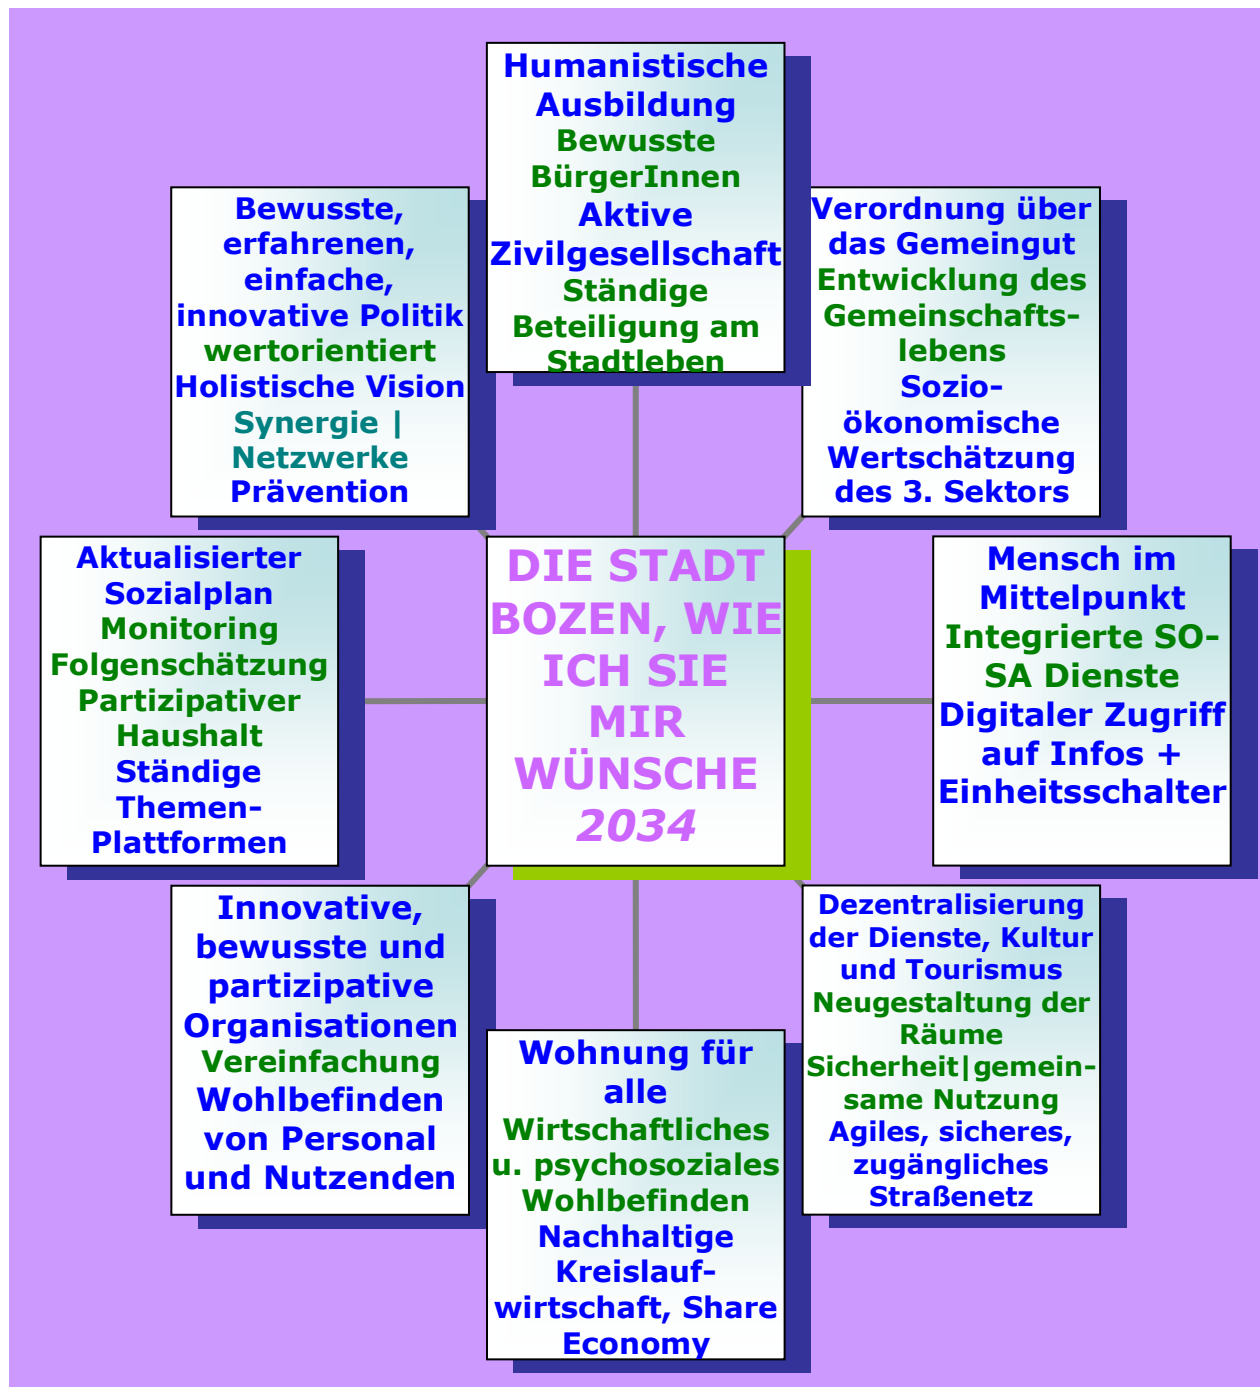 Humanistische
Ausbildung
Bewusste
BürgerInnen
Aktive
Zivilgesellschaft
Ständige
Beteiligung am
Stadtleben
Bewusste,
erfahrenen,
einfache,
innovative Politik
wertorientiert
Holistische Vision
Synergie |
Netzwerke
Prävention
Verordnung über
das Gemeingut
Entwicklung des
Gemeinschafts-
lebens
Sozio-
ökonomische
Wertschätzung
des 3. Sektors
Aktualisierter
Sozialplan
Monitoring
Folgenschätzung
Partizipativer
Haushalt
Ständige
Themen-
Plattformen
DIE STADT
BOZEN, WIE
ICH SIE
MIR
WÜNSCHE
2034
Mensch im
Mittelpunkt
Integrierte SO-
SA Dienste
Digitaler Zugriff
auf Infos +
Einheitsschalter
Innovative,
bewusste und
partizipative
Organisationen
Vereinfachung
Wohlbefinden
von Personal
und Nutzenden
Wohnung für
alle
Wirtschaftliches
u. psychosoziales
Wohlbefinden
Nachhaltige
Kreislauf-
wirtschaft, Share
Economy
Dezentralisierung
der Dienste, Kultur
und Tourismus
Neugestaltung der
Räume
Sicherheit|gemein-
same Nutzung
Agiles, sicheres,
zugängliches
Straßenetz